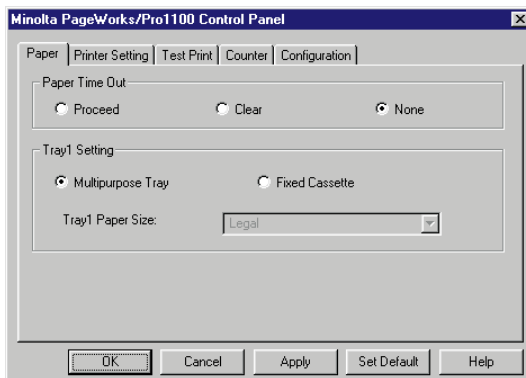 Minolta PageWorks/Pro1100 Control Panel
Paper Printer Setting Test Print Counter Configuration
Paper Time Out
Proceed Clear None
Tray1 Setting
Multipurpose Tray Fixed Cassette
Tray1 Paper Size: Legal
OK Cancel Apply Set Default Help